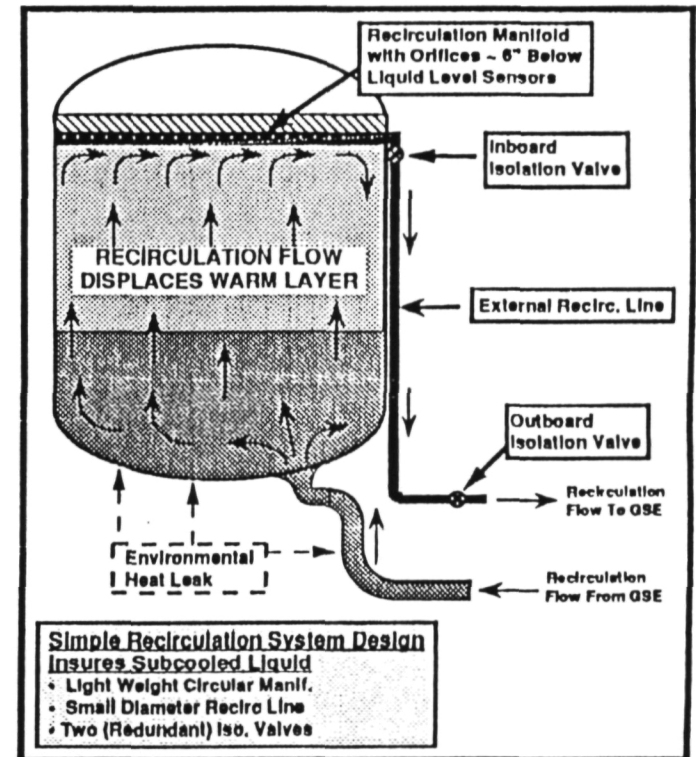 Recirculation Manifold
with Orifices ~ 6" Below
Liquid Level Sensors
Inboard
Isolation Valve
RECIRCULATION FLOW
DISPLACES WARM LAYER
External Recirc. Line
Outboard
Isolation Valve
Recirculation
Flow To GSE
Environmental
Heat Leak
Recirculation
Flow From GSE
Simple Recirculation System Design
Insures Subcooled Liquid
• Light Weight Circular Manif.
• Small Diameter Recirc Line
• Two (Redundant) Iso. Valves